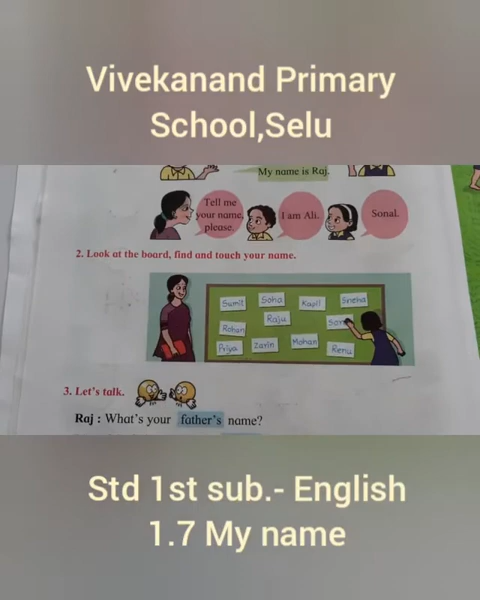 Vivekanand Primary
School,Selu
My name is Raj.
Tell me
your name,
please.
I am Ali.
Sonal.
2. Look at the board, find and touch your name.
Sumit
Soha
Kapil
Sneha
Raju
Rohan
Priya
Zarin
Mohan
Renu
3. Let's talk.
Raj : What's your father's name?
Std 1st sub.- English
1.7 My name